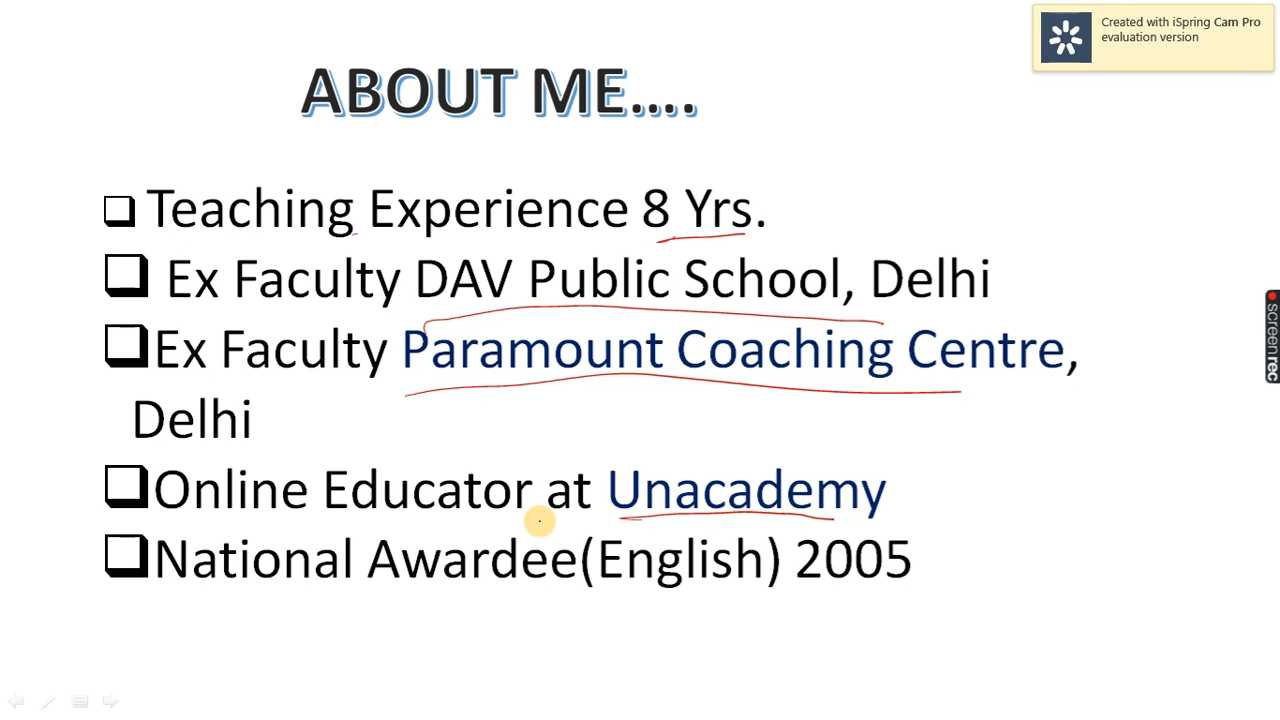 Created with iSpring Cam Pro
evaluation version
ABOUT ME....
Teaching Experience 8 Yrs.
Ex Faculty DAV Public School, Delhi
Ex Faculty Paramount Coaching Centre,
Delhi
Online Educator at Unacademy
National Awardee(English) 2005
screenrec